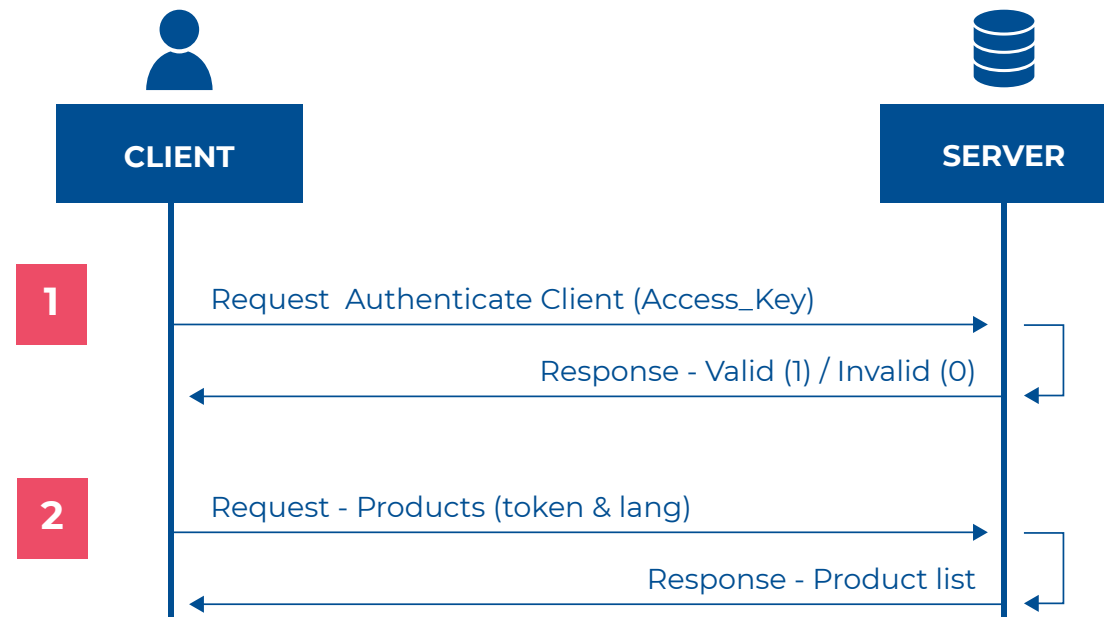 CLIENT
SERVER
1
Request  Authenticate Client (Access_Key)
Response - Valid (1) / Invalid (0)
2
Request - Products (token & lang)
Response - Product list